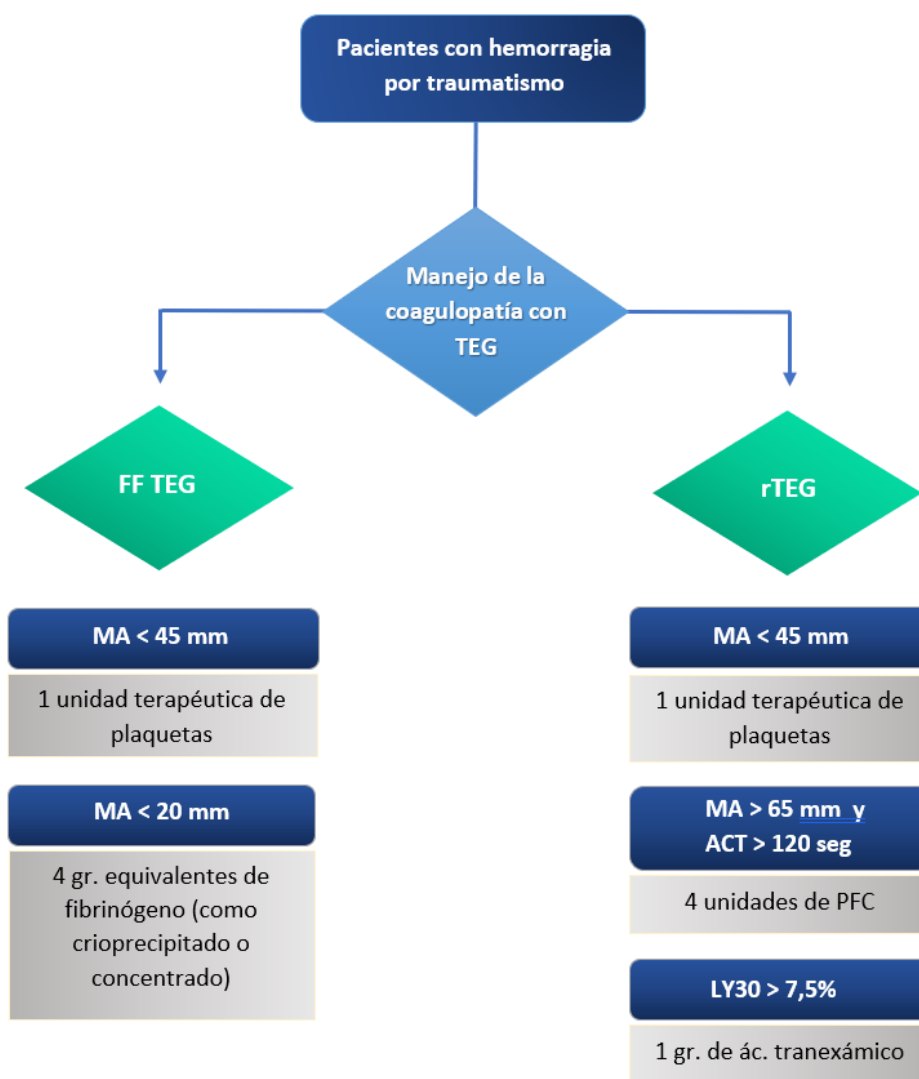 Pacientes con hemorragia
por traumatismo
Manejo de la
coagulopatía con
TEG
FF TEG
MA < 45 mm
1 unidad terapéutica de
plaquetas
MA < 20 mm
4 gr. equivalentes de
fibrinógeno (como
crioprecipitado o
concentrado)
rTEG
MA < 45 mm
1 unidad terapéutica de
plaquetas
MA > 65 mm y
ACT > 120 seg
4 unidades de PFC
LY30 > 7,5%
1 gr. de ác. tranexámico